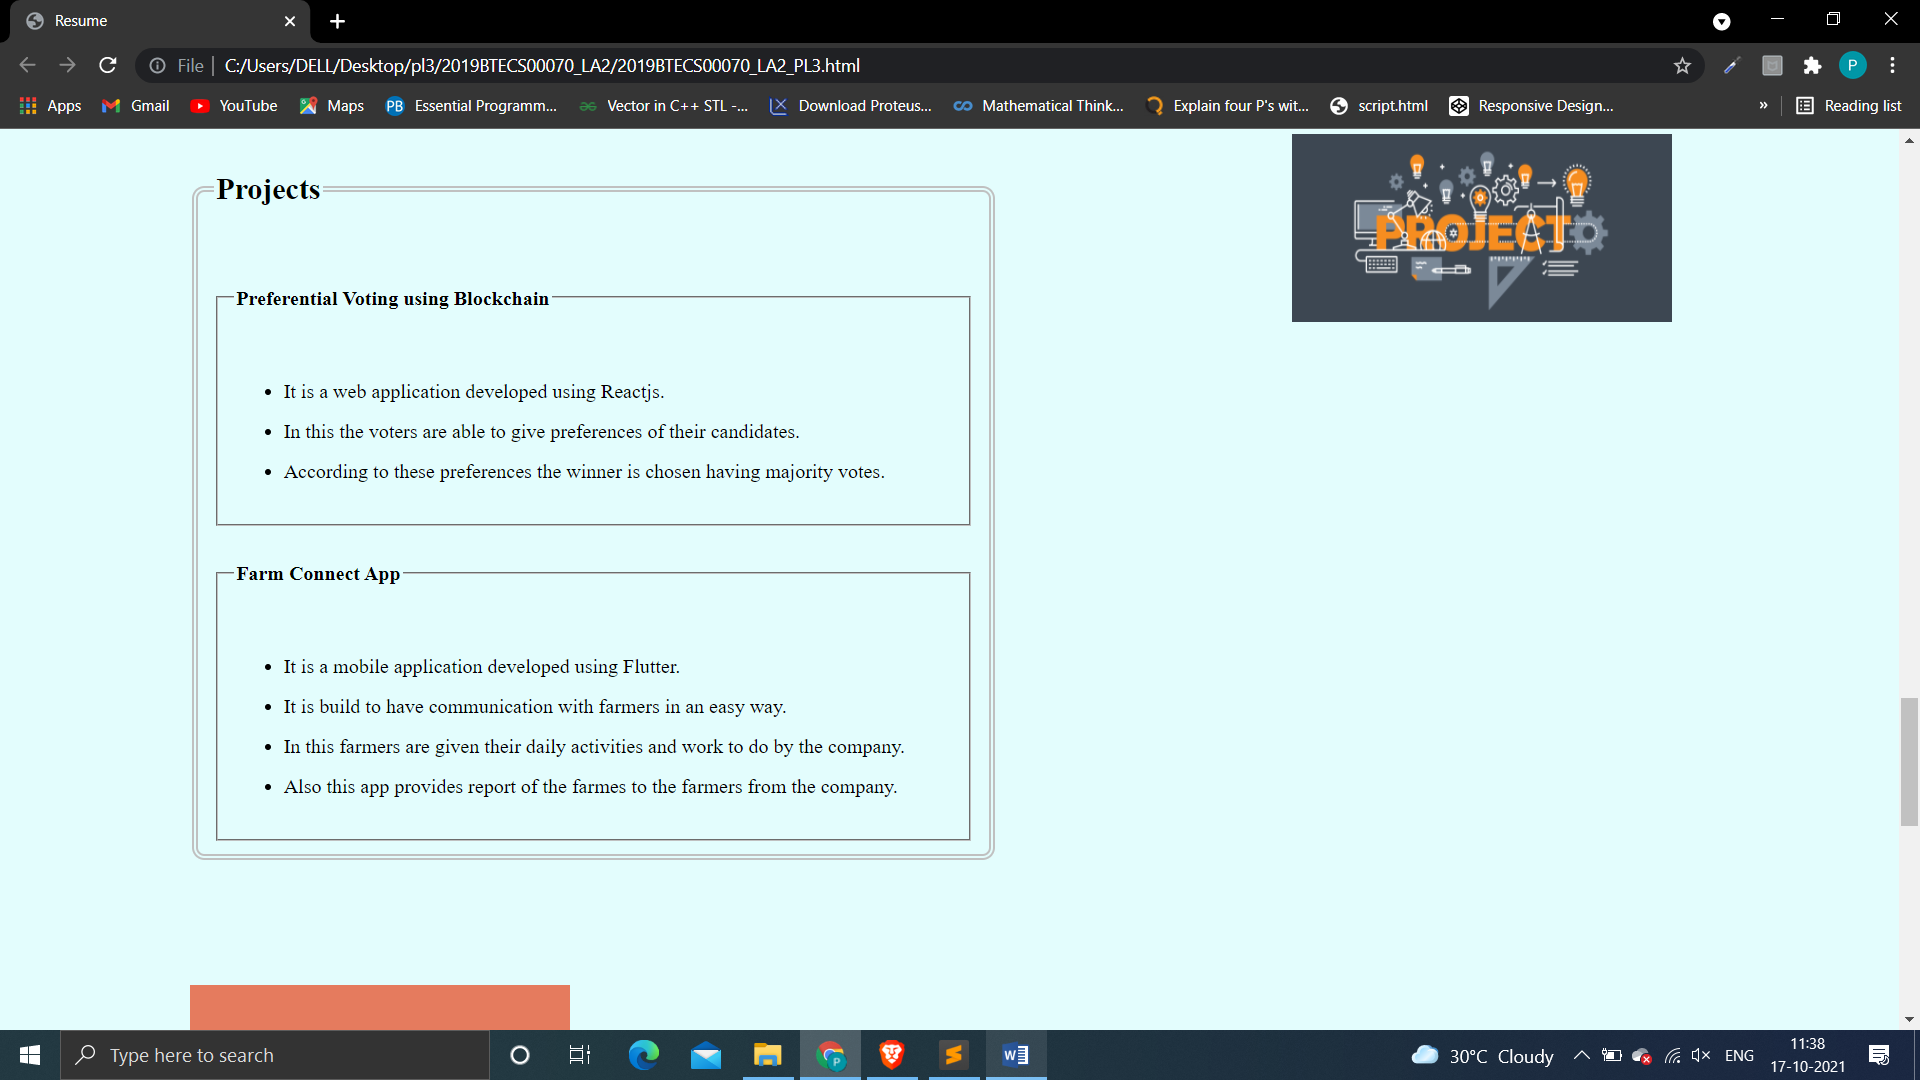 Resume
File
C:/Users/DELL/Desktop/pl3/2019BTECS00070_LA2/2019BTECS00070_LA2_PL3.html
P
Apps
Gmail
YouTube
Maps
PB Essential Programm...
Vector in C++ STL -...
Download Proteus...
Mathematical Think...
Explain four P's wit...
script.html
Responsive Design...
»
Reading list
PROJECT
Projects
Preferential Voting using Blockchain
• It is a web application developed using Reactjs.
• In this the voters are able to give preferences of their candidates.
• According to these preferences the winner is chosen having majority votes.
Farm Connect App
• It is a mobile application developed using Flutter.
• It is build to have communication with farmers in an easy way.
• In this farmers are given their daily activities and work to do by the company.
• Also this app provides report of the farmes to the farmers from the company.
Type here to search
P
W
30°C Cloudy
ENG
11:38
17-10-2021